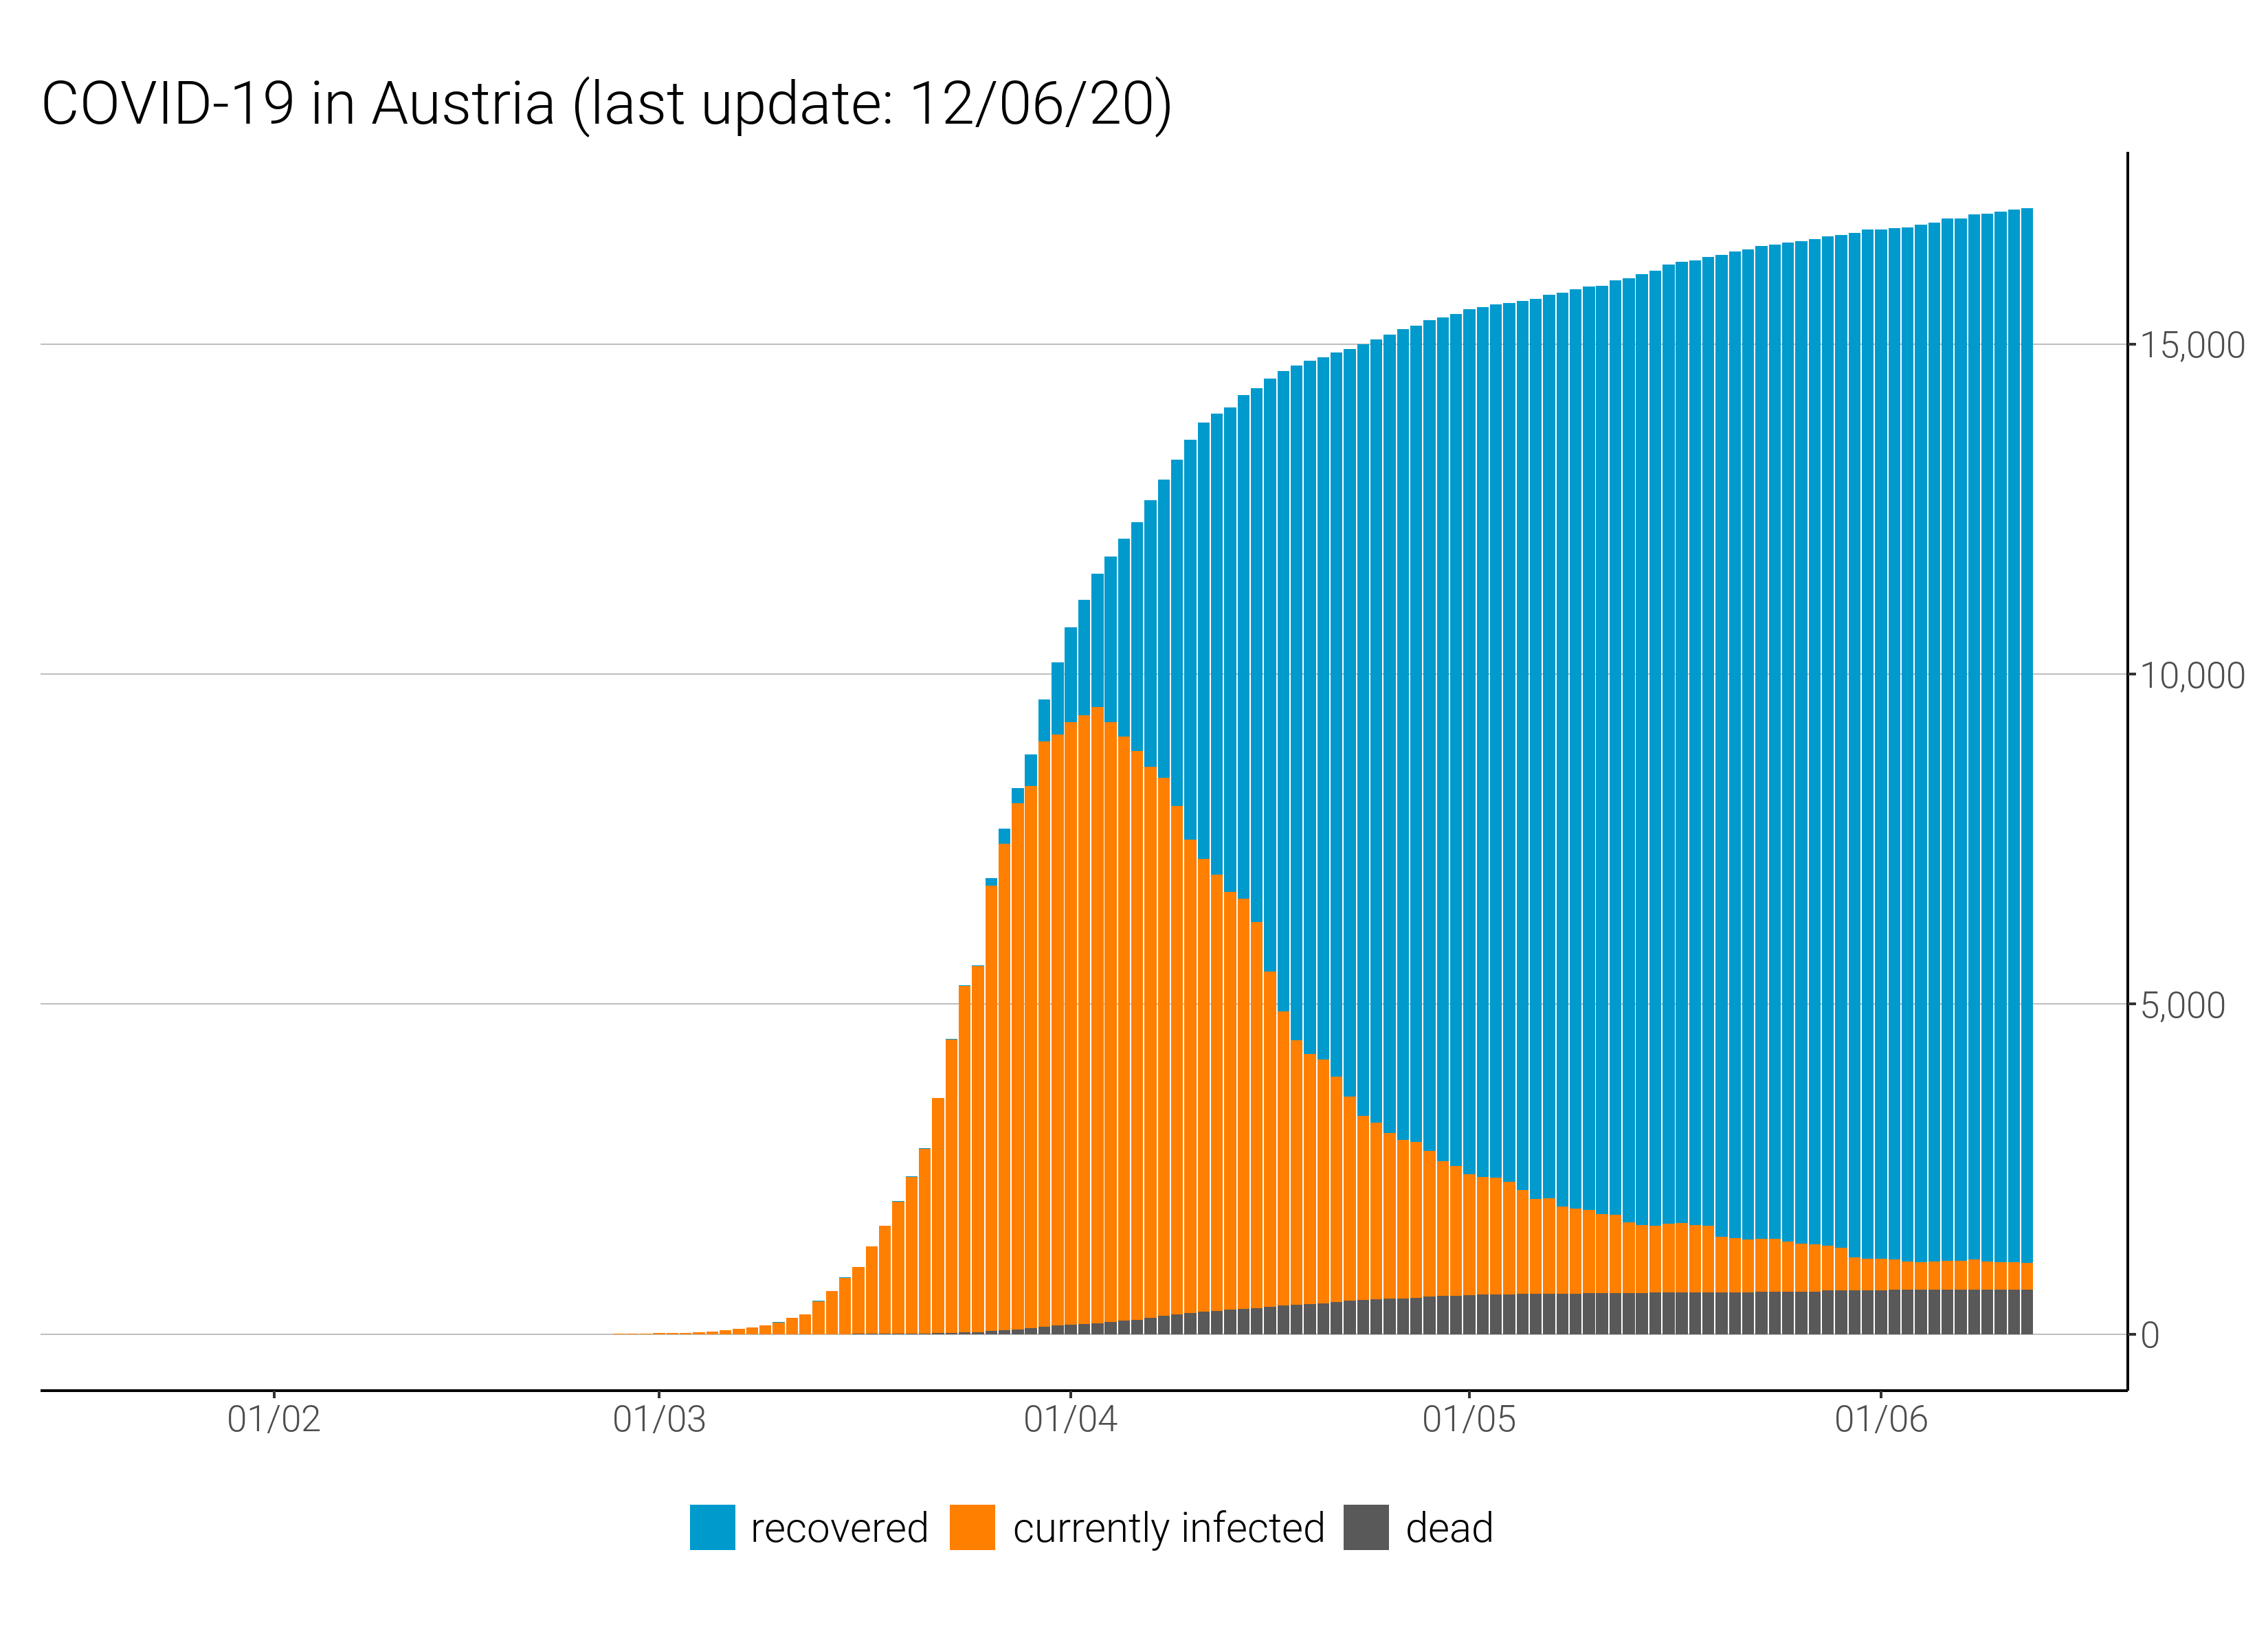 COVID-19 in Austria (last update: 12/06/20)
15,000
10,000
5,000
0
01/02 01/03 01/04 01/05 01/06
recovered currently infected dead